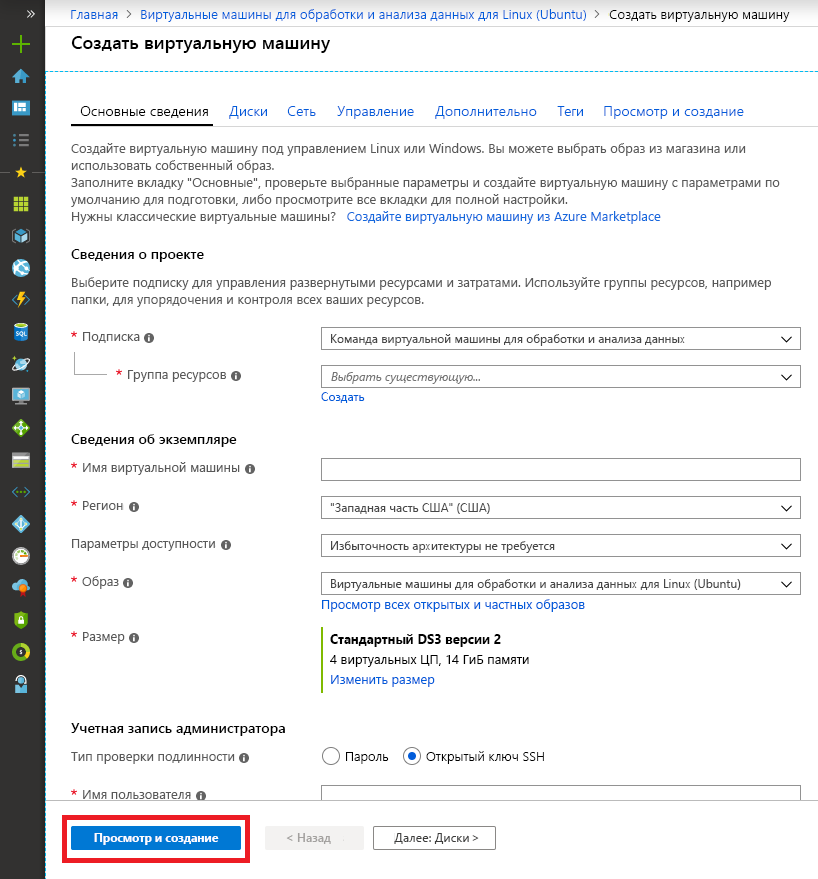 »
Главная > Виртуальные машины для обработки и анализа данных для Linux (Ubuntu) > Создать виртуальную машину
Создать виртуальную машину
Основные сведения Диски Сеть Управление Дополнительно Теги Просмотр и создание
Создайте виртуальную машину под управлением Linux или Windows. Вы можете выбрать образ из магазина или
использовать собственный образ.
Заполните вкладку "Основные", проверьте выбранные параметры и создайте виртуальную машину с параметрами по
умолчанию для подготовки, либо просмотрите все вкладки для полной настройки.
Нужны классические виртуальные машины? Создайте виртуальную машину из Azure Marketplace
Сведения о проекте
Выберите подписку для управления развернутыми ресурсами и затратами. Используйте группы ресурсов, например
папки, для упорядочения и контроля всех ваших ресурсов.
* Подписка Команда виртуальной машины для обработки и анализа данных
* Группа ресурсов Выбрать существующую...
Создать
Сведения об экземпляре
* Имя виртуальной машины
* Регион "Западная часть США" (США)
Параметры доступности Избыточность архитектуры не требуется
* Образ Виртуальные машины для обработки и анализа данных для Linux (Ubuntu)
Просмотр всех открытых и частных образов
* Размер Стандартный DS3 версии 2
4 виртуальных ЦП, 14 ГиБ памяти
Изменить размер
Учетная запись администратора
Тип проверки подлинности Пароль Открытый ключ SSH
* Имя пользователя
Просмотр и создание < Назад Далее: Диски >
SQL